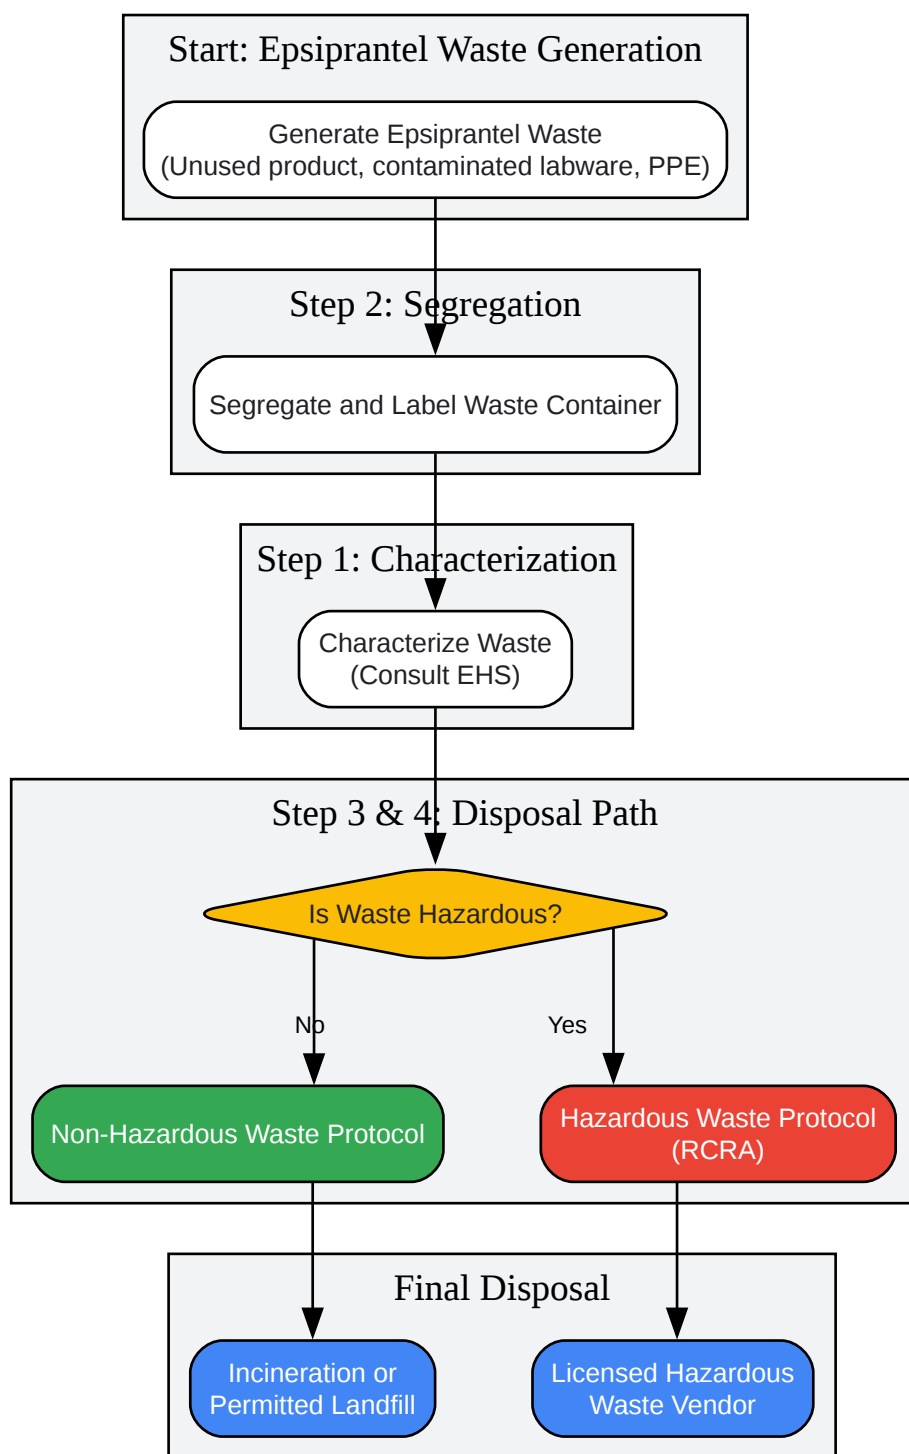 Start: Epsiprantel Waste Generation
Generate Epsiprantel Waste
(Unused product, contaminated labware, PPE)
Step 2: Segregation
Segregate and Label Waste Container
Step 1: Characterization
Characterize Waste
(Consult EHS)
Step 3 & 4: Disposal Path
Is Waste Hazardous?
No
Yes
Non-Hazardous Waste Protocol
Hazardous Waste Protocol
(RCRA)
Final Disposal
Incineration or
Permitted Landfill
Licensed Hazardous
Waste Vendor